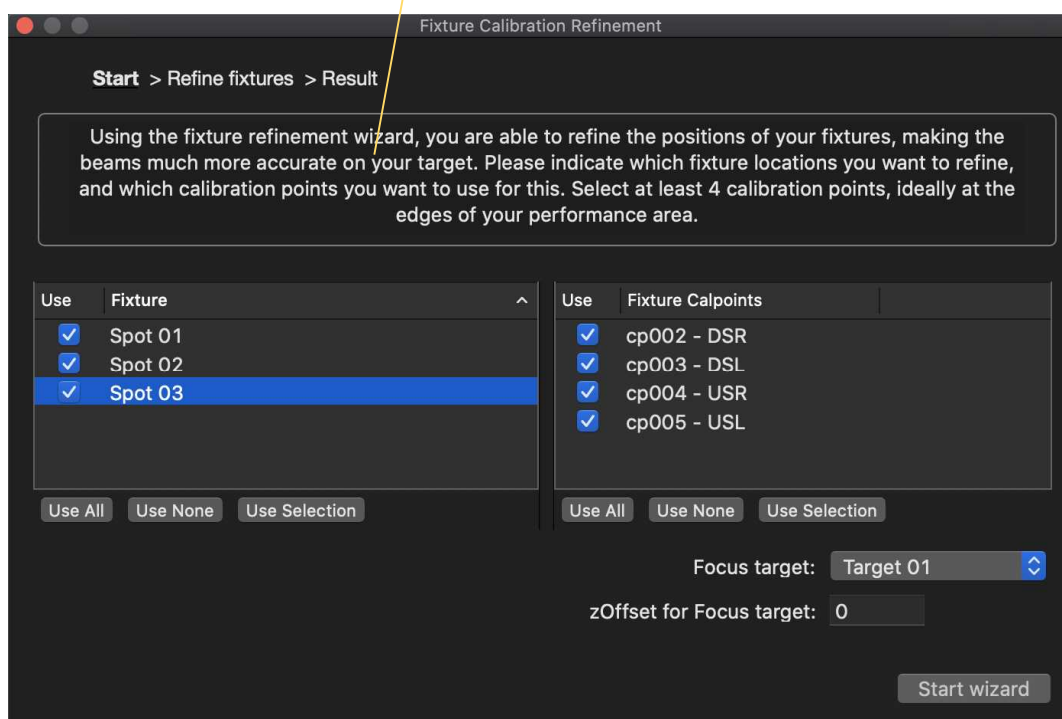 Fixture Calibration Refinement
Start > Refine fixtures > Result
Using the fixture refinement wizard, you are able to refine the positions of your fixtures, making the
beams much more accurate on your target. Please indicate which fixture locations you want to refine,
and which calibration points you want to use for this. Select at least 4 calibration points, ideally at the
edges of your performance area.
Use Fixture
Spot 01
Spot 02
Spot 03
Use All Use None Use Selection
Use Fixture Calpoints
cp002 - DSR
cp003 - DSL
cp004 - USR
cp005 - USL
Use All Use None Use Selection
Focus target: Target 01
zOffset for Focus target: 0
Start wizard